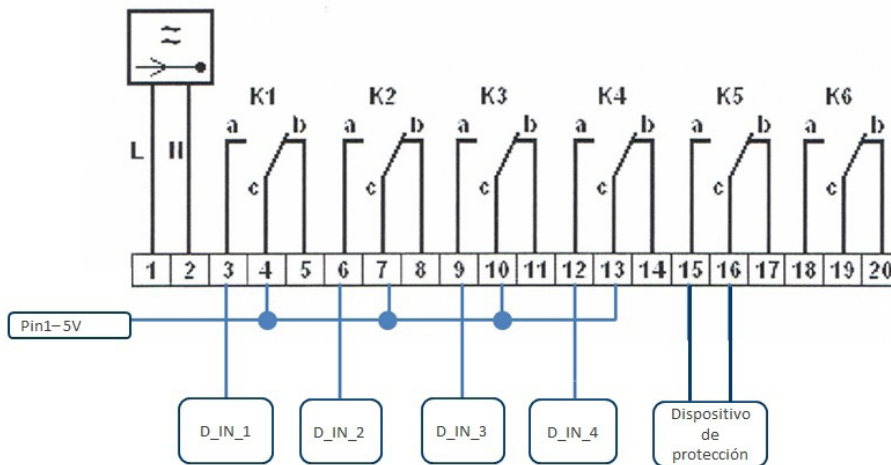 K1 K2 K3 K4 K5 K6
a b a b a b a b a b a b
L
c c c c c c
1 2 3 4 5 6 7 8 9 10 11 12 13 14 15 16 17 18 19 20
Pin1-5V
D_IN_1
D_IN_2
D_IN_3
D_IN_4
Dispositivo
de
protección